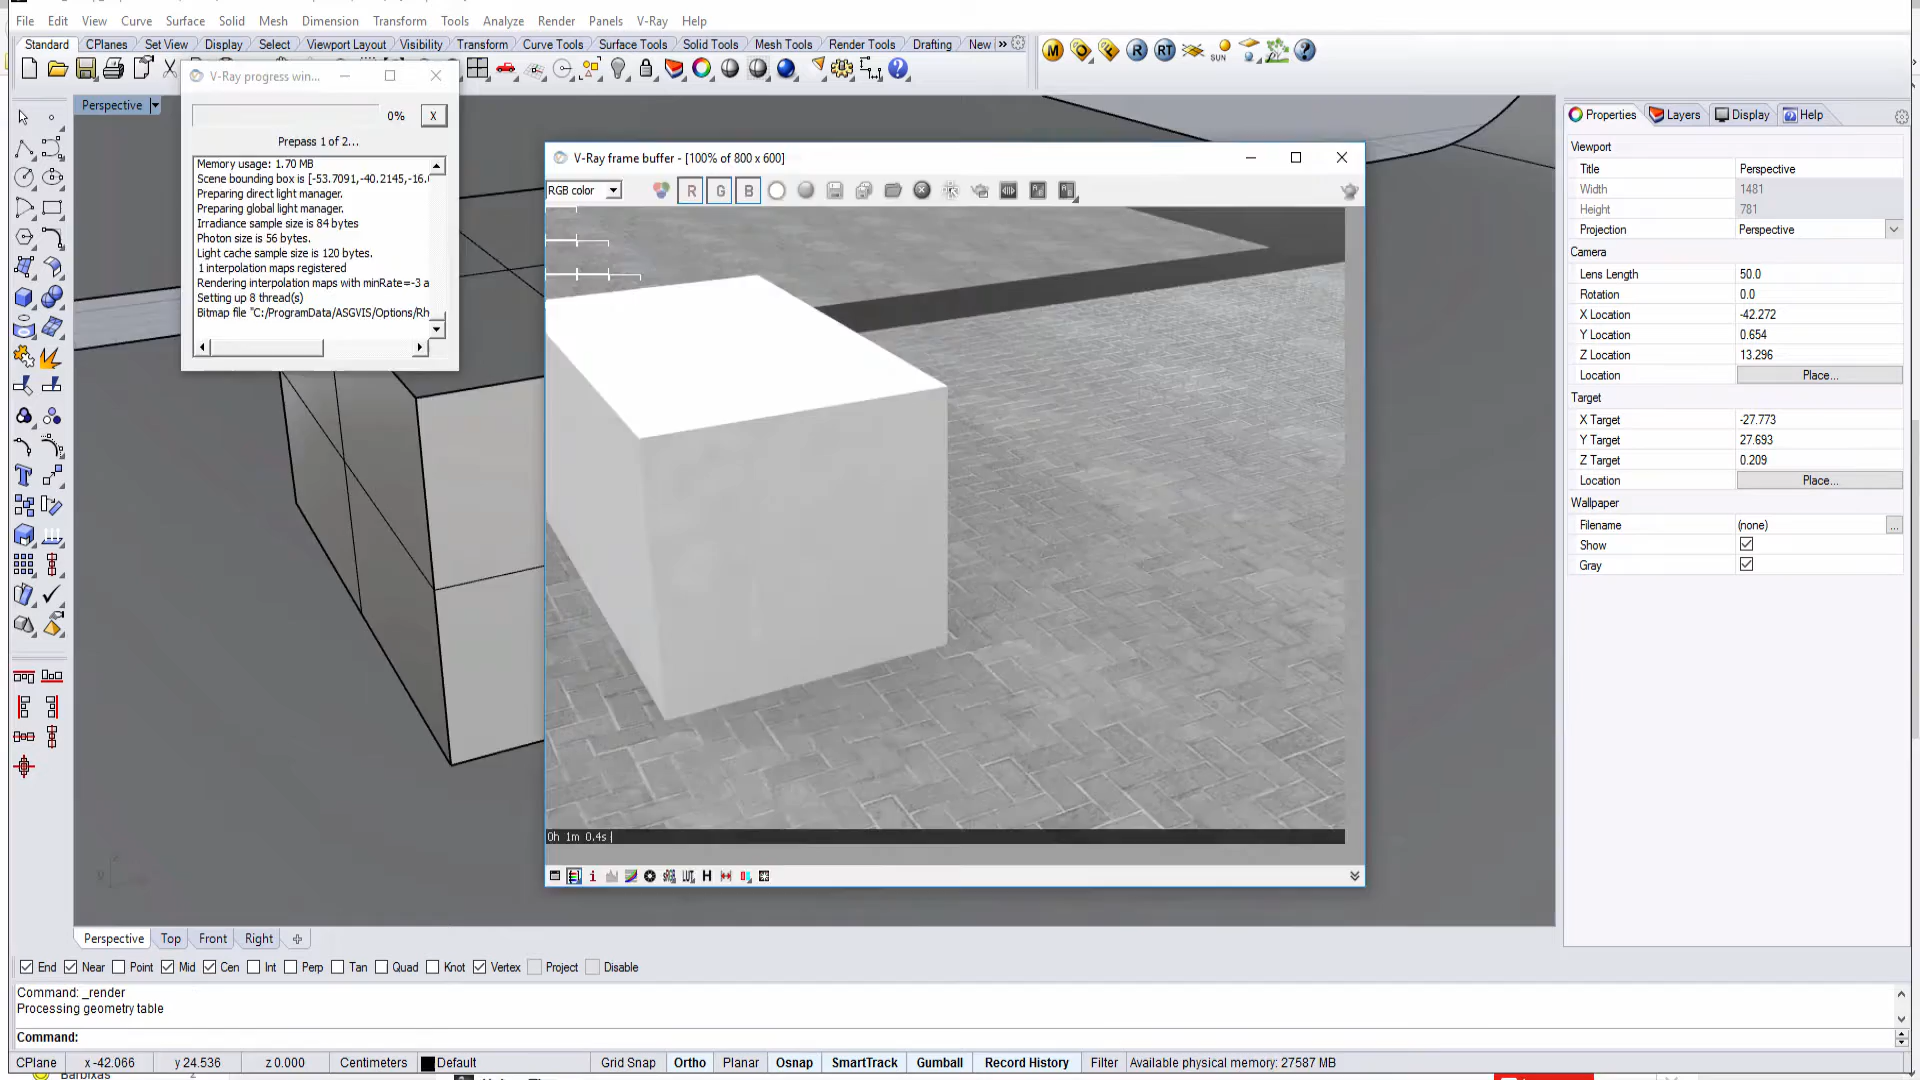 File Edit View Curve Surface Solid Mesh Dimension Transform Tools Analyze Render Panels V-Ray Help
Standard CPlanes Set View Display Select Viewport Layout Visibility Transform Curve Tools Surface Tools Solid Tools Mesh Tools Render Tools Drafting New »
M O F R RT SUN ?
Perspective
V-Ray progress win...
0% X
Prepass 1 of 2...
Memory usage: 1.70 MB
Scene bounding box is [-53.7091,-40.2145,-16.
Preparing direct light manager.
Preparing global light manager.
Irradiance sample size is 84 bytes
Photon size is 56 bytes.
Light cache sample size is 120 bytes.
1 interpolation maps registered
Rendering interpolation maps with minRate=-3 a
Setting up 8 thread(s)
Bitmap file "C:/ProgramData/ASGVIS/Options/Rh
V-Ray frame buffer - [100% of 800 x 600]
RGB color R G B
0h 1m 0.4s
Properties Layers Display Help
Viewport
Title Perspective
Width 1481
Height 781
Projection Perspective
Camera
Lens Length 50.0
Rotation 0.0
X Location -42.272
Y Location 0.654
Z Location 13.296
Location Place...
Target
X Target -27.773
Y Target 27.693
Z Target 0.209
Location Place...
Wallpaper
Filename (none) ...
Show
Gray
Perspective Top Front Right
End Near Point Mid Cen Int Perp Tan Quad Knot Vertex Project Disable
Command: _render
Processing geometry table
Command:
CPlane x -42.066 y 24.536 z 0.000 Centimeters Default Grid Snap Ortho Planar Osnap SmartTrack Gumball Record History Filter Available physical memory: 27587 MB